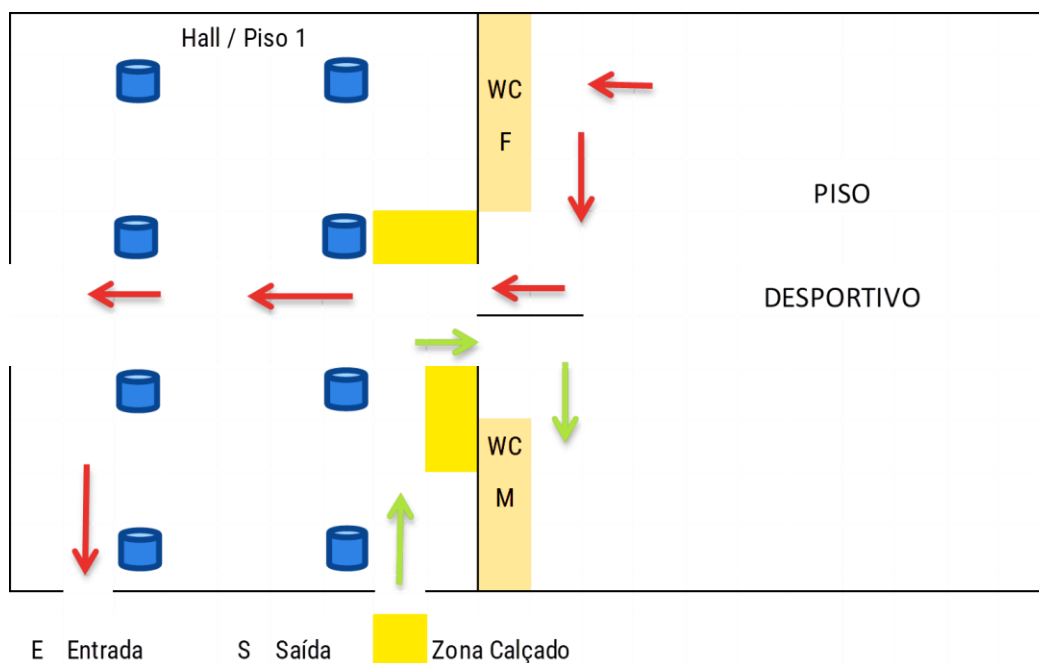 Hall / Piso 1
WC
F
PISO
DESPORTIVO
WC
M
E Entrada
S Saída
Zona Calçado